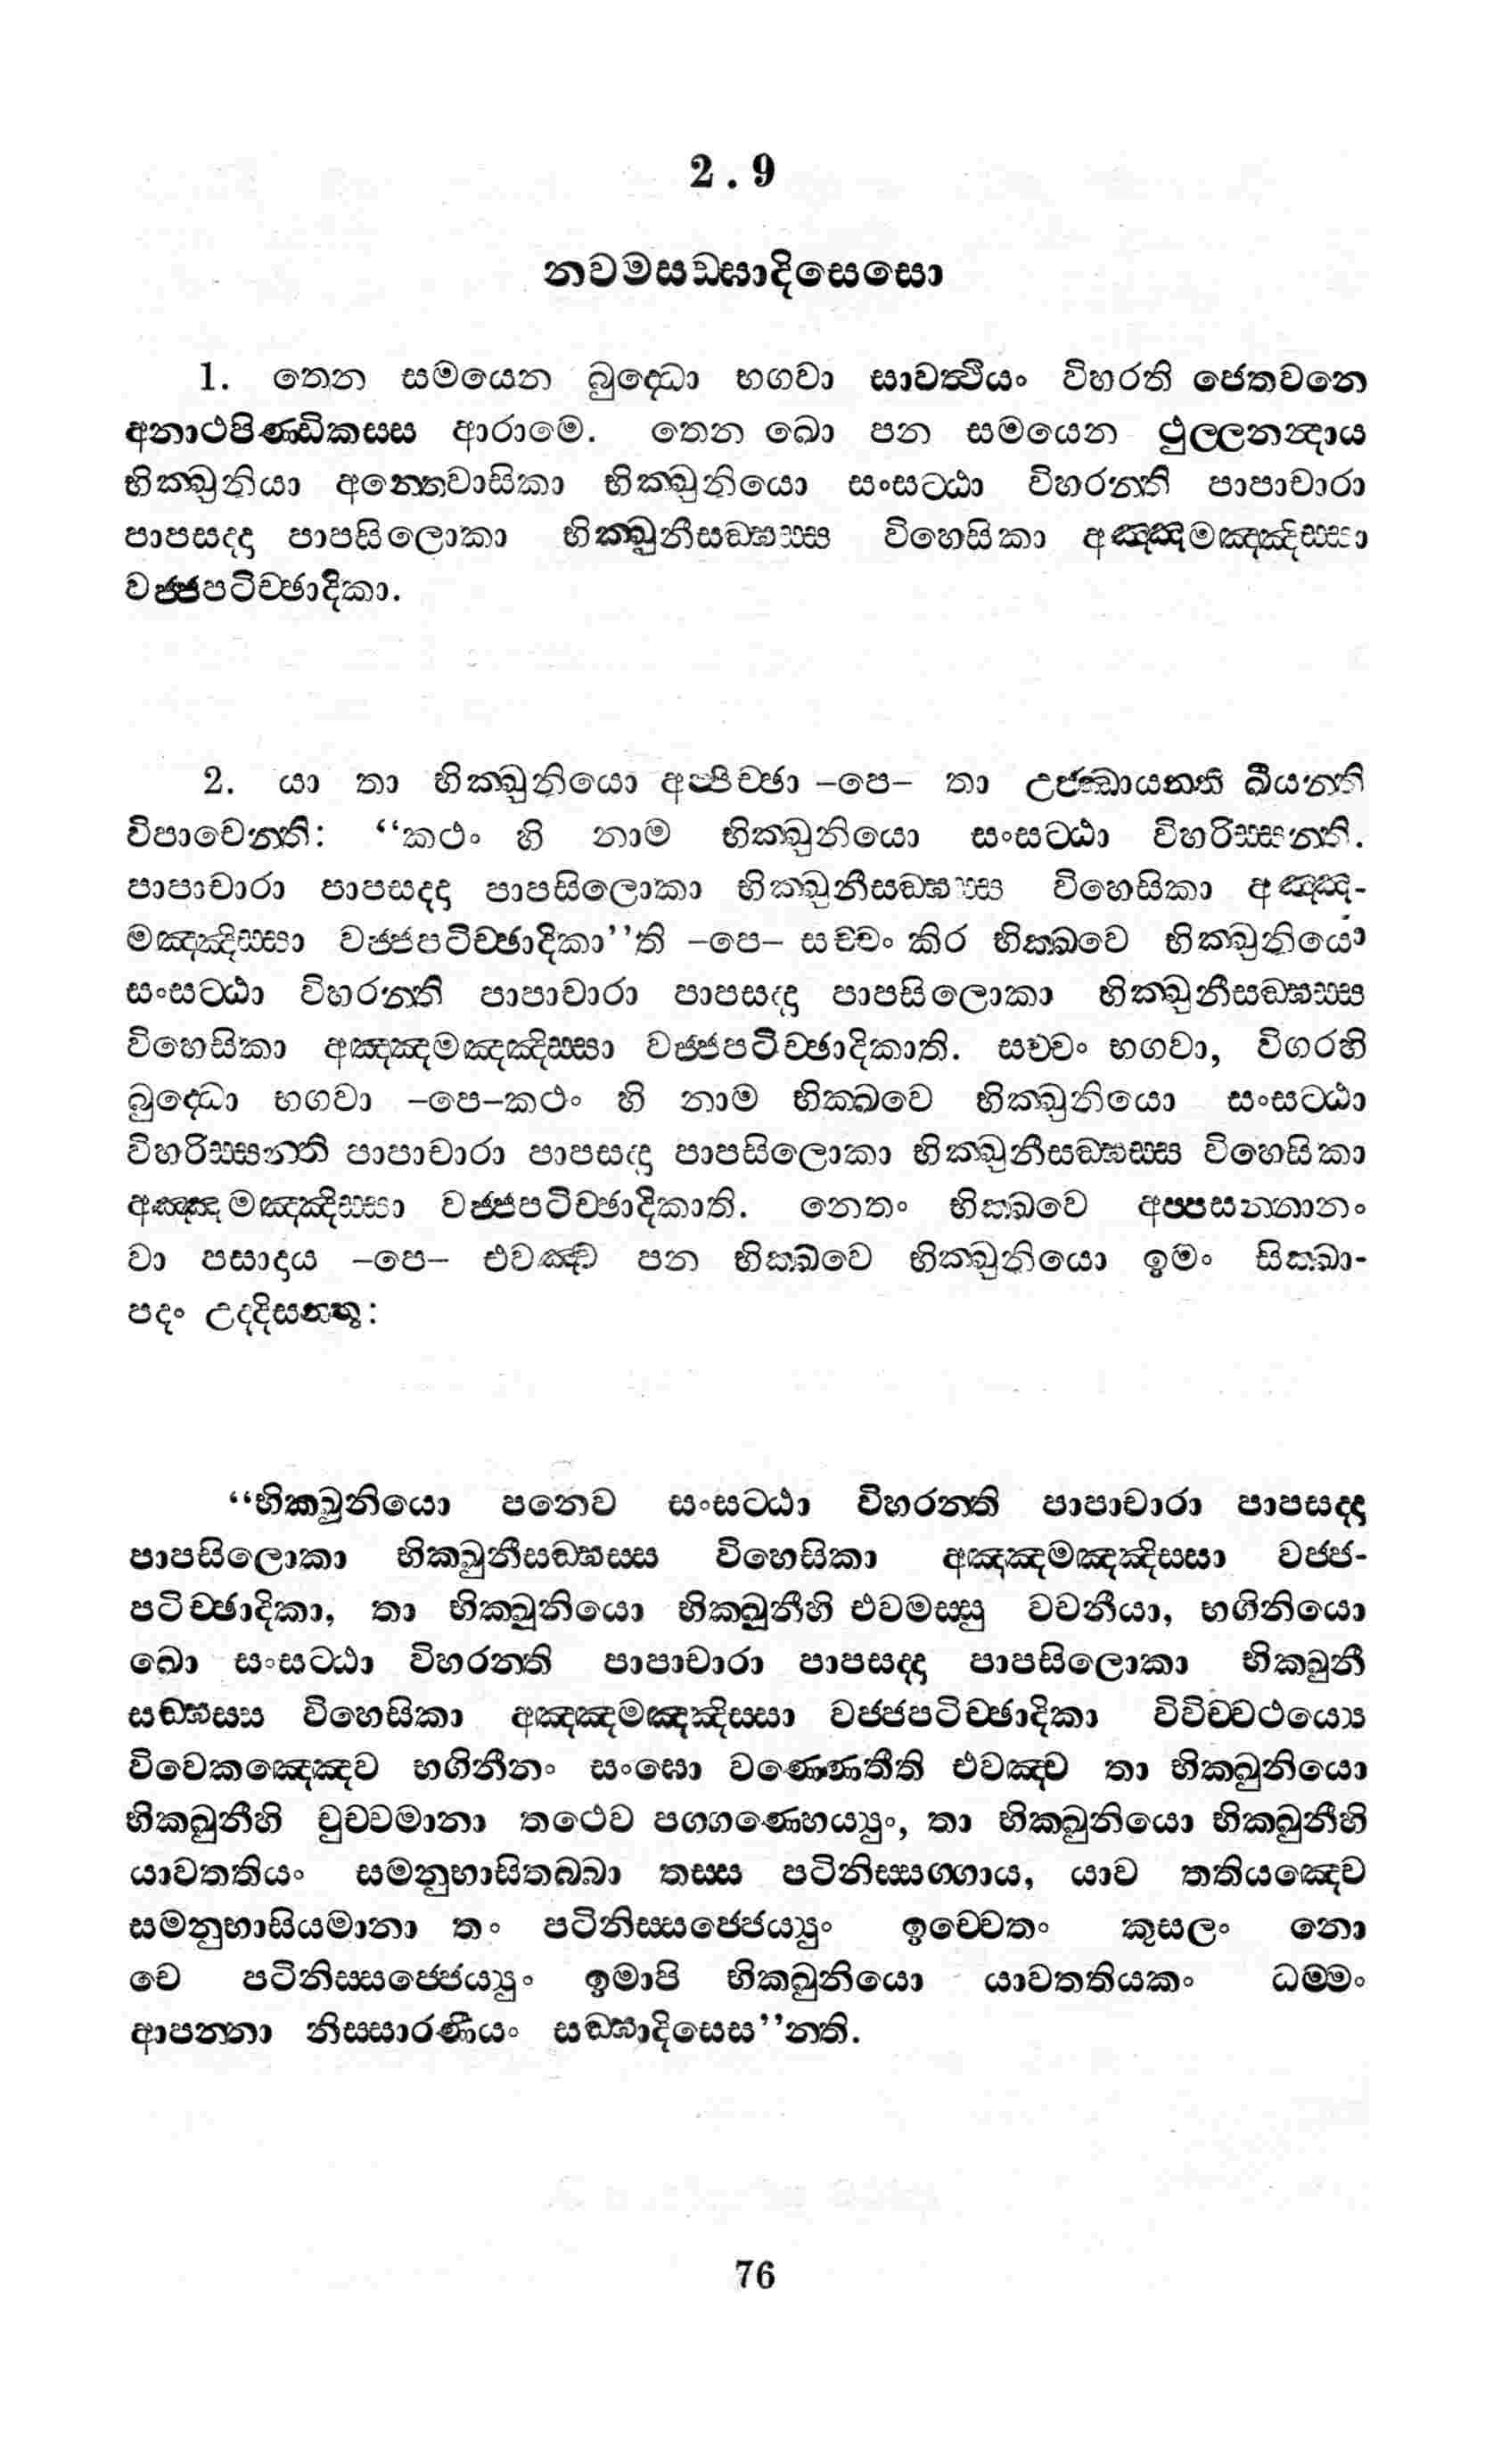 2 . 9
නවමසඞ්ඝාදිසෙසො
1. තෙන සමයෙන බුද්ධො භගවා සාවත්ථියං විහරති ජෙතවනෙ
අනාථපිණ්ඩිකස්ස ආරාමෙ. තෙන ඛො පන සමයෙන ථුල්ලනන්දාය
භික්ඛුනියා අන්තෙවාසිකා භික්ඛුනියො සංසට්ඨා විහරන්ති පාපාචාරා
පාපසද්දා පාපසිලොකා භික්ඛුනීසඞ්ඝස්ස විහෙසිකා අඤ්ඤමඤ්ඤිස්සා
වජ්ජපටිච්ඡාදිකා.
2. යා තා භික්ඛුනියො අප්පිච්ඡා –පෙ– තා උජ්ඣායන්ති ඛීයන්ති
විපාචෙන්ති: “කථං හි නාම භික්ඛුනියො සංසට්ඨා විහරිස්සන්ති.
පාපාචාරා පාපසද්දා පාපසිලොකා භික්ඛුනීසඞ්ඝස්ස විහෙසිකා අඤ්ඤ-
මඤ්ඤිස්සා වජ්ජපටිච්ඡාදිකා”ති –පෙ– සච්චං කිර භික්ඛවෙ භික්ඛුනියො
සංසට්ඨා විහරන්ති පාපාචාරා පාපසද්දා පාපසිලොකා භික්ඛුනීසඞ්ඝස්ස
විහෙසිකා අඤ්ඤමඤ්ඤිස්සා වජ්ජපටිච්ඡාදිකාති. සච්චං භගවා, විගරහි
බුද්ධො භගවා –පෙ–කථං හි නාම භික්ඛවෙ භික්ඛුනියො සංසට්ඨා
විහරිස්සන්ති පාපාචාරා පාපසද්දා පාපසිලොකා භික්ඛුනීසඞ්ඝස්ස විහෙසිකා
අඤ්ඤමඤ්ඤිස්සා වජ්ජපටිච්ඡාදිකාති. නෙතං භික්ඛවෙ අප්පසන්නානං
වා පසාදාය –පෙ– එවඤ්ච පන භික්ඛවෙ භික්ඛුනියො ඉමං සික්ඛා-
පදං උද්දිසන්තු:
“භික්ඛුනියො පනෙව සංසට්ඨා විහරන්ති පාපාචාරා පාපසද්දා
පාපසිලොකා භික්ඛුනීසඞ්ඝස්ස විහෙසිකා අඤ්ඤමඤ්ඤිස්සා වජ්ජ-
පටිච්ඡාදිකා, තා භික්ඛූනියො භික්ඛූනීහි එවමස්සු වචනීයා, භගිනියො
ඛො සංසට්ඨා විහරන්ති පාපාචාරා පාපසද්දා පාපසිලොකා භික්ඛුනී
සඞ්ඝස්ස විහෙසිකා අඤ්ඤමඤ්ඤිස්සා වජ්ජපටිච්ඡාදිකා විවිච්චථය්‍යෙ
විවෙකඤ්ඤෙව භගිනීනං සංඝො වණ්ණෙතීති එවඤ්ච තා භික්ඛුනියො
භික්ඛුනීහි වුච්චමානා තථෙව පග්ගණ්හෙය්‍යුං, තා භික්ඛුනියො භික්ඛුනීහි
යාවතතියං සමනුභාසිතබ්බා තස්ස පටිනිස්සග්ගාය, යාව තතියඤ්චෙ
සමනුභාසියමානා තං පටිනිස්සජ්ජෙය්‍යුං ඉච්චෙතං කුසලං නො
චෙ පටිනිස්සජ්ජෙය්‍යුං ඉමාපි භික්ඛුනියො යාවතතියකං ධම්මං
ආපන්නා නිස්සාරණීයං සඞ්ඝාදිසෙස”න්ති.
76